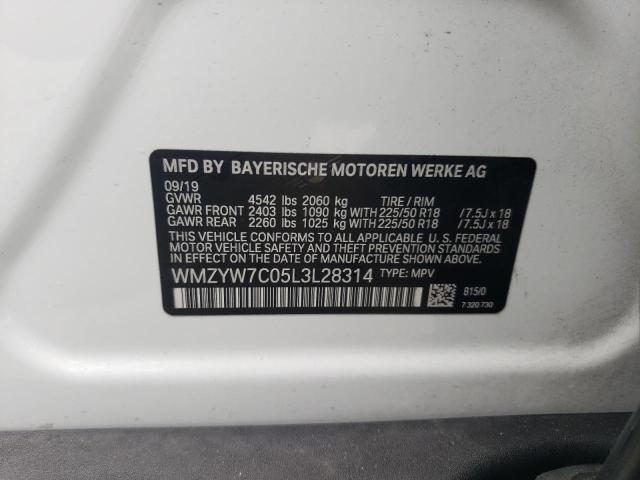 MFD BY BAYERISCHE MOTOREN WERKE AG
09/19
GVWR 4542 lbs 2060 kg TIRE / RIM
GAWR FRONT 2403 lbs 1090 kg WITH 225/50 R18 / 7.5J x 18
GAWR REAR 2260 lbs 1025 kg WITH 225/50 R18 / 7.5J x 18
THIS VEHICLE CONFORMS TO ALL APPLICABLE U. S. FEDERAL
MOTOR VEHICLE SAFETY, BUMPER, AND THEFT PREVENTION
STANDARDS IN EFFECT ON THE DATE OF MANUFACTURE SHOWN ABOVE.
WMZYW7C05L3L28314 TYPE: MPV
B15/0
7 320 730